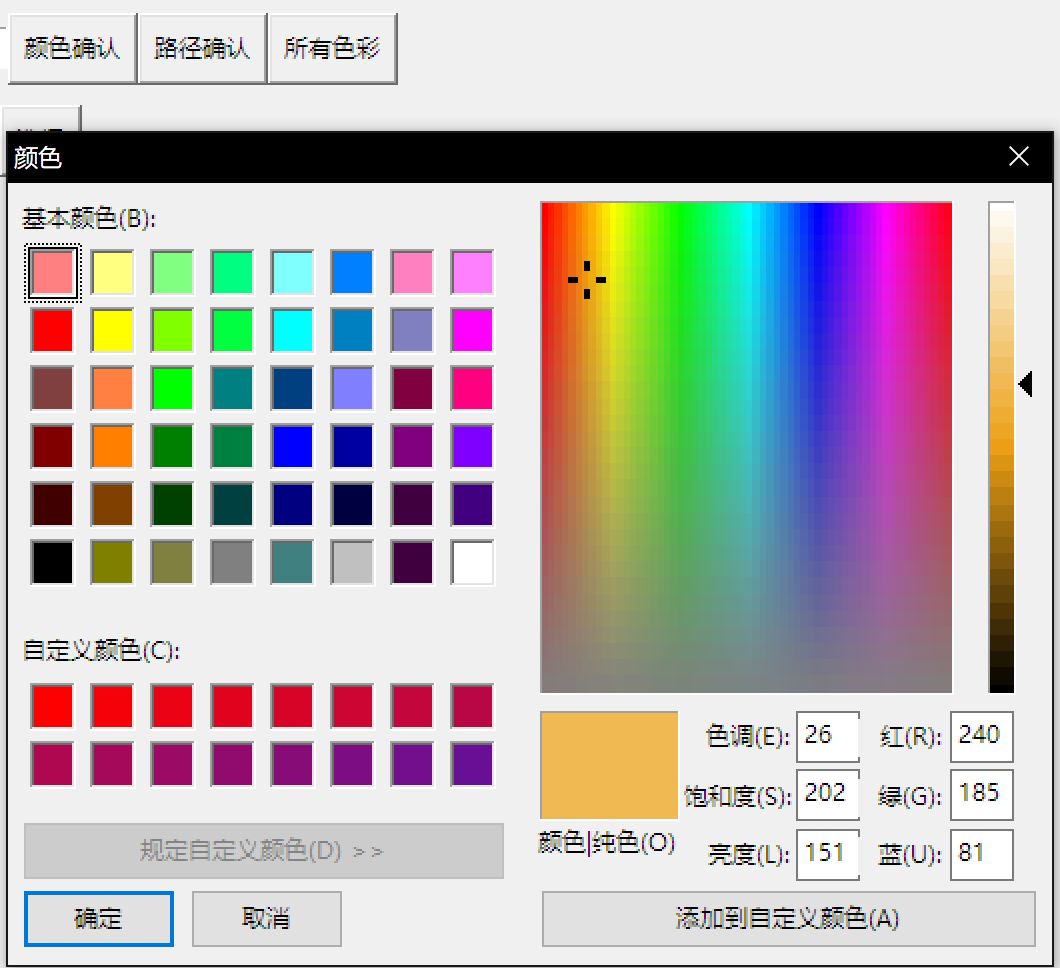 颜色确认 路径确认 所有色彩
颜色
基本颜色(B):
自定义颜色(C):
规定自定义颜色(D) >>
确定 取消
颜色|纯色(O)
色调(E): 26 红(R): 240
饱和度(S): 202 绿(G): 185
亮度(L): 151 蓝(U): 81
添加到自定义颜色(A)